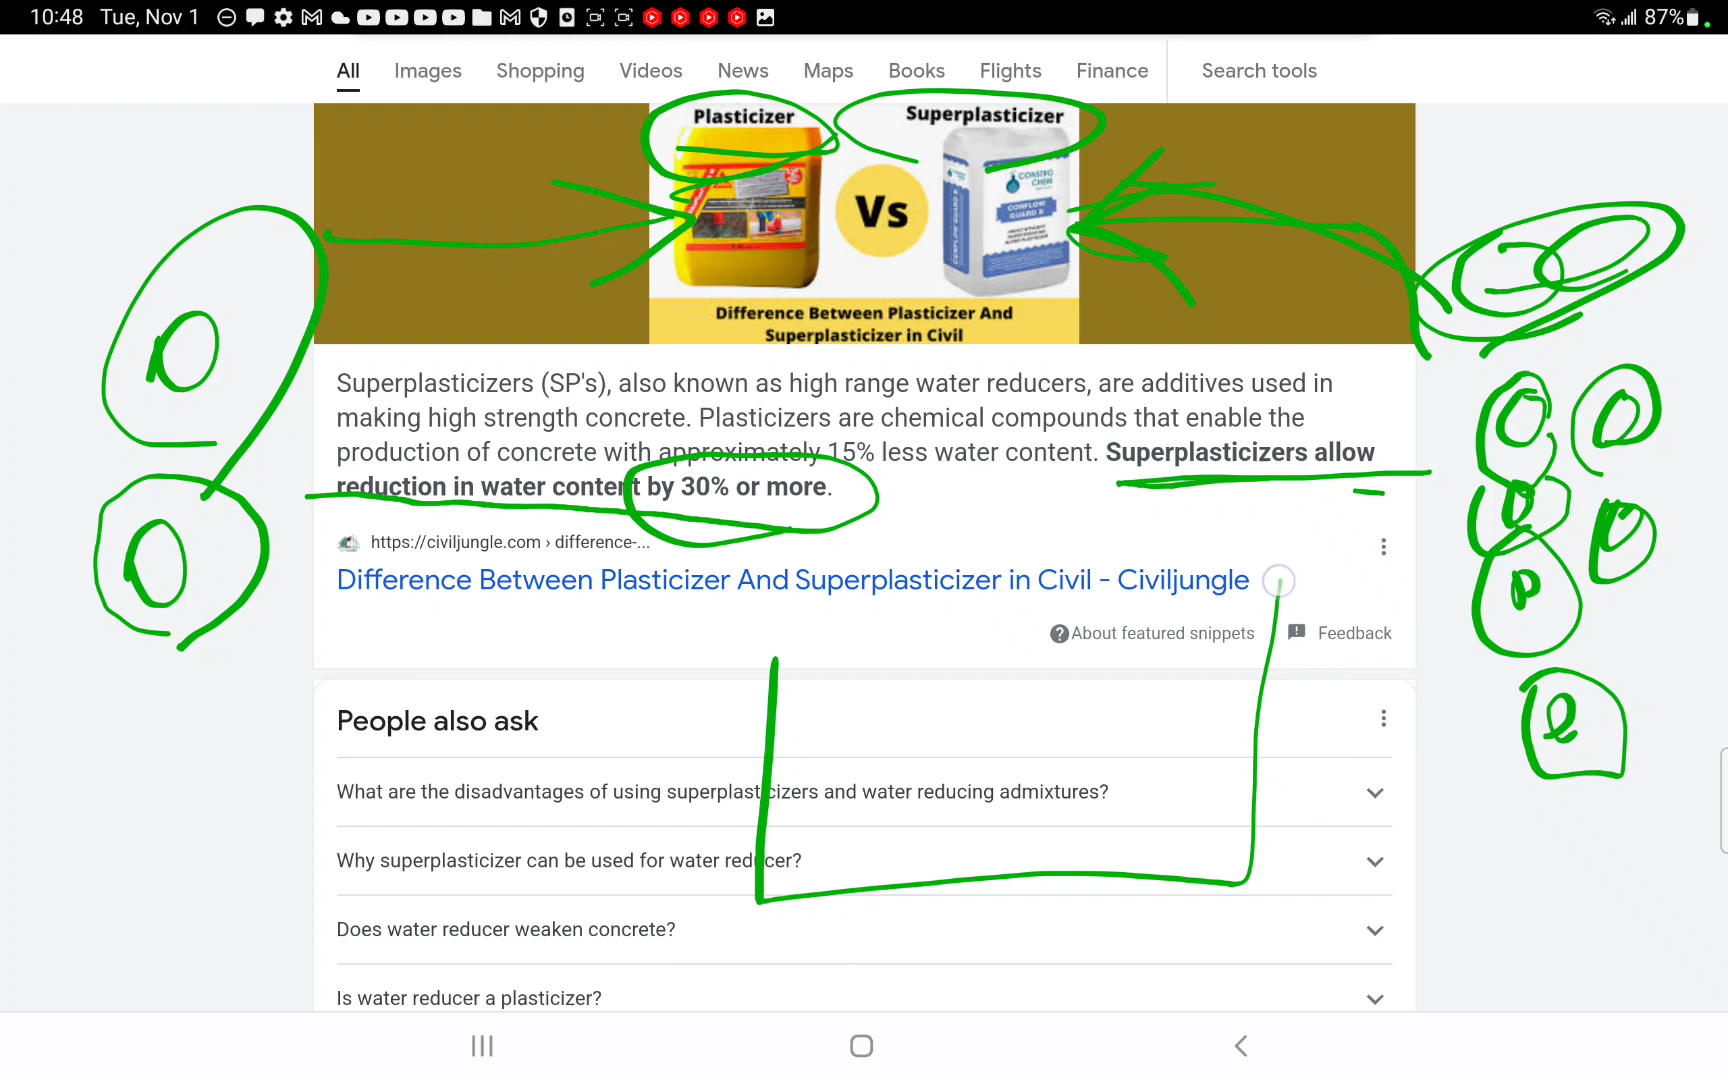 10:48 Tue, Nov 1
87%
All Images Shopping Videos News Maps Books Flights Finance Search tools
Plasticizer Superplasticizer
CONSTRO
CHEM
Vs
CONFLOW
GUARD B
Difference Between Plasticizer And
Superplasticizer in Civil
Superplasticizers (SP's), also known as high range water reducers, are additives used in
making high strength concrete. Plasticizers are chemical compounds that enable the
production of concrete with approximately 15% less water content. Superplasticizers allow
reduction in water content by 30% or more.
https://civiljungle.com › difference-...
Difference Between Plasticizer And Superplasticizer in Civil - Civiljungle
About featured snippets Feedback
People also ask
What are the disadvantages of using superplasticizers and water reducing admixtures?
Why superplasticizer can be used for water reducer?
Does water reducer weaken concrete?
Is water reducer a plasticizer?